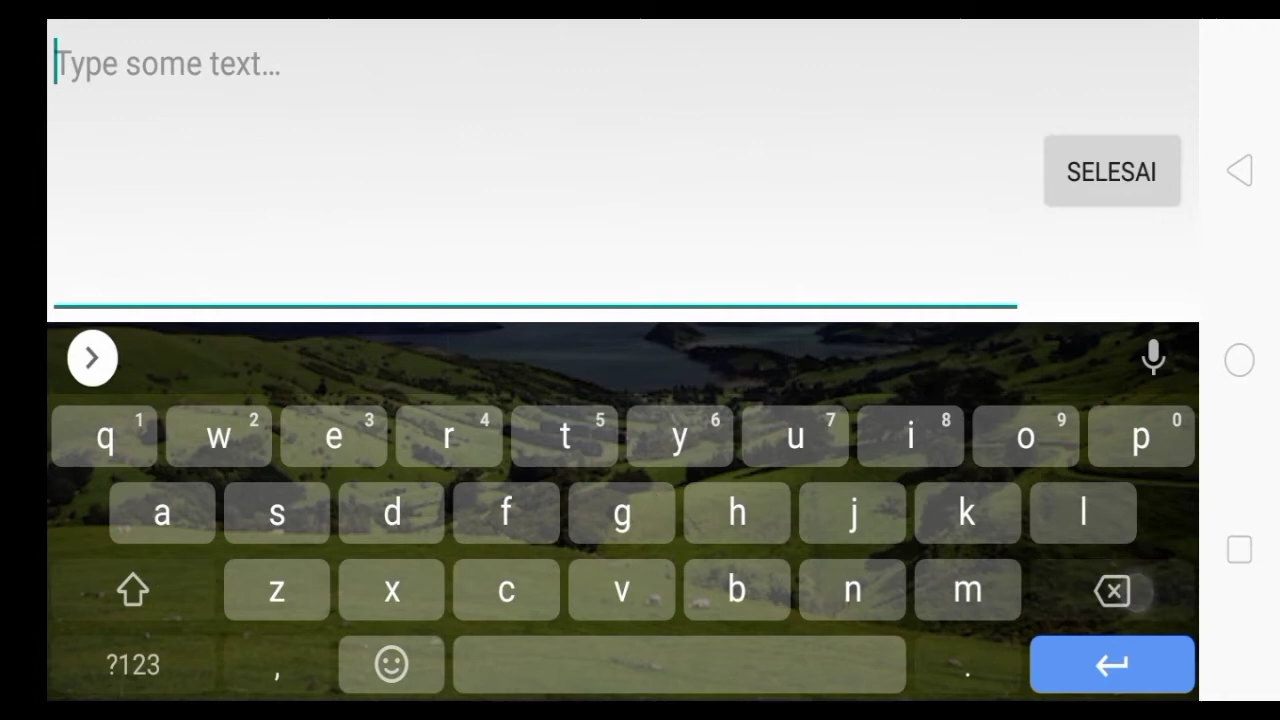 Type some text...
SELESAI
q 1 w 2 e 3 r 4 t 5 y 6 u 7 i 8 o 9 p 0
a s d f g h j k l
z x c v b n m
?123 , .